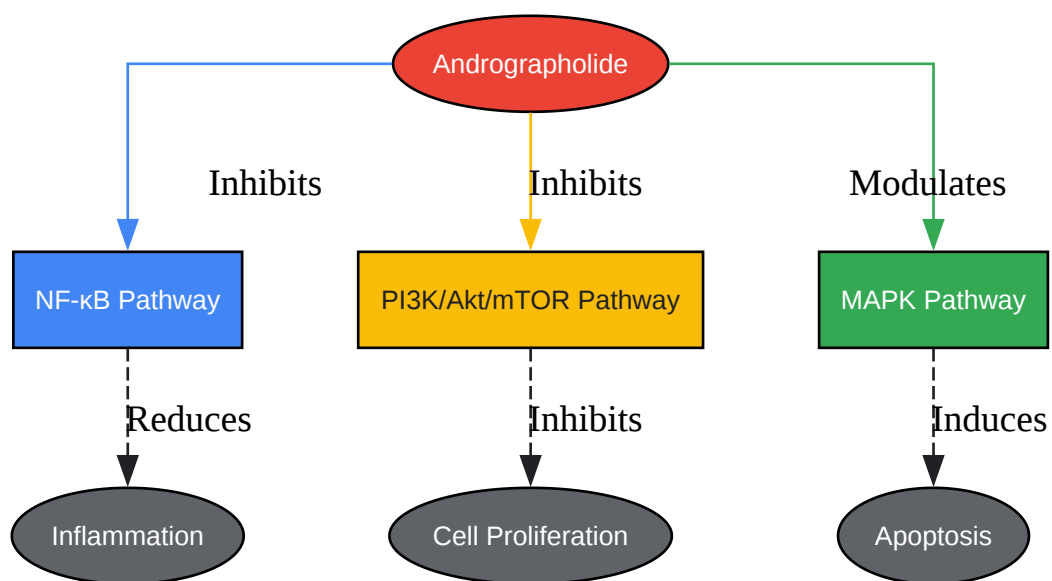 Andrographolide
Inhibits
Inhibits
Modulates
NF-κB Pathway
PI3K/Akt/mTOR Pathway
MAPK Pathway
Reduces
Inhibits
Induces
Inflammation
Cell Proliferation
Apoptosis